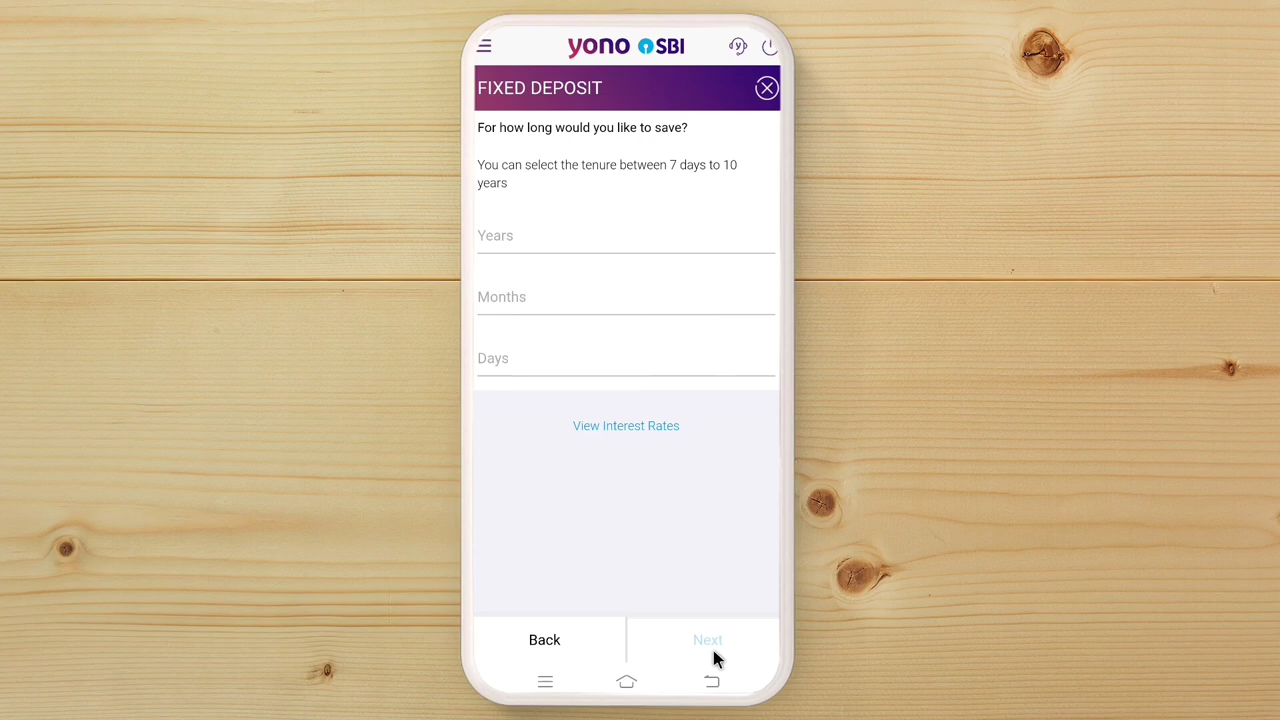 yono SBI
FIXED DEPOSIT
For how long would you like to save?
You can select the tenure between 7 days to 10
years
Years
Months
Days
View Interest Rates
Back
Next